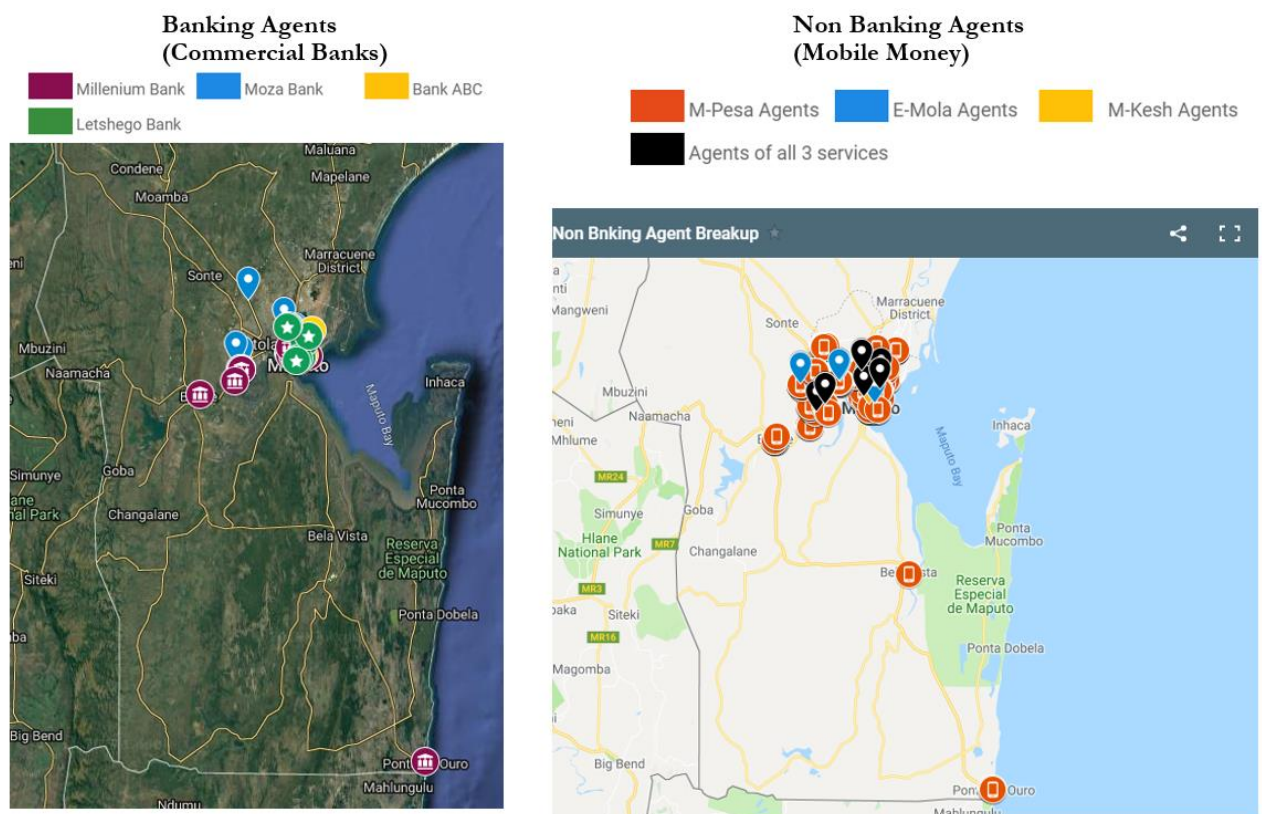 Banking Agents
(Commercial Banks)
Millenium Bank
Moza Bank
Bank ABC
Letshego Bank
Maluana
Condene
Mapelane
Moamba
Marracuene
District
Sonte
Mbuzini
Naamacha
Inhaca
Maputo Bay
Simunye
Goba
Ponta
Mucombo
Changalane
Bela Vista
Reserva
Especial
de Maputo
Siteki
Ponta Dobela
Big Bend
Pont Ouro
Mahlungulu
Ndumu
Non Banking Agents
(Mobile Money)
M-Pesa Agents
E-Mola Agents
M-Kesh Agents
Agents of all 3 services
Non Bnking Agent Breakup
Mangweni
Marracuene
District
Sonte
Mbuzini
Naamacha
Mhlume
Inhaca
Maputo Bay
MR24
Simunye
Goba
Hlane
National Park
MR7
Changalane
Ponta
Mucombo
MR3
Siteki
Reserva
Especial
de Maputo
MR16
Ponta Dobela
Magomba
Big Bend
Pon Ouro
Mahlungulu